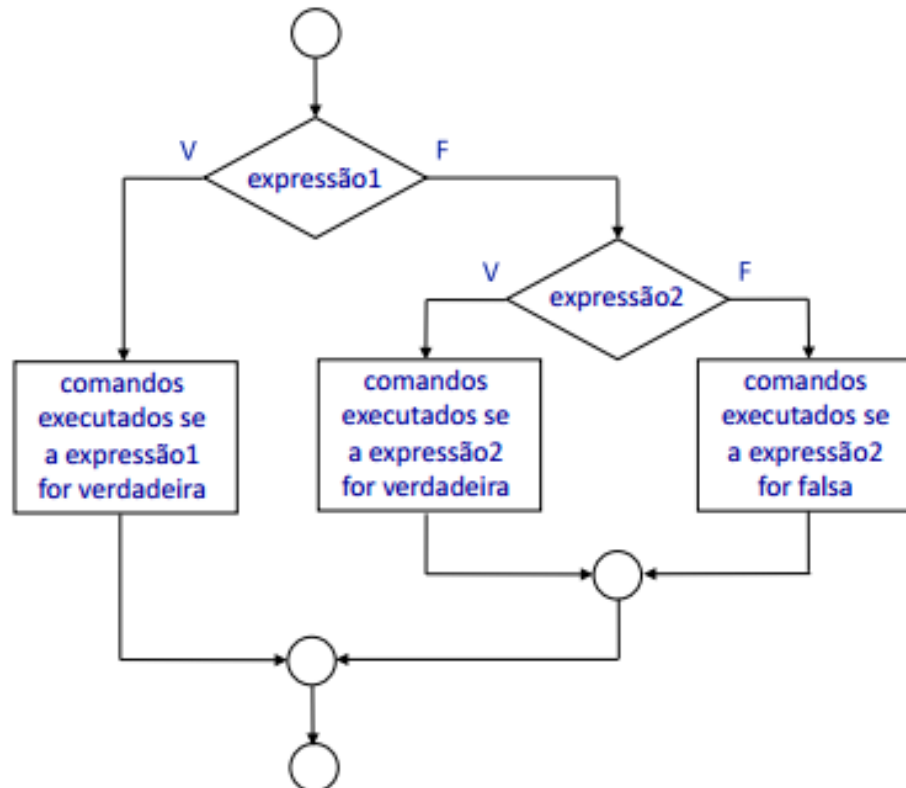 V
F
expressão1
V
F
expressão2
comandos
executados se
a expressão1
for verdadeira
comandos
executados se
a expressão2
for verdadeira
comandos
executados se
a expressão2
for falsa